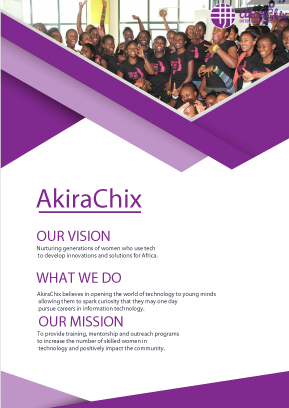 AkiraChix
OUR VISION
Nurturing generations of women who use tech
to develop innovations and solutions for Africa.
WHAT WE DO
AkiraChix believes in opening the world of technology to young minds
allowing them to spark curiosity that they may one day
pursue careers in information technology.
OUR MISSION
To provide training, mentorship and outreach programs
to increase the number of skilled women in
technology and positively impact the community.